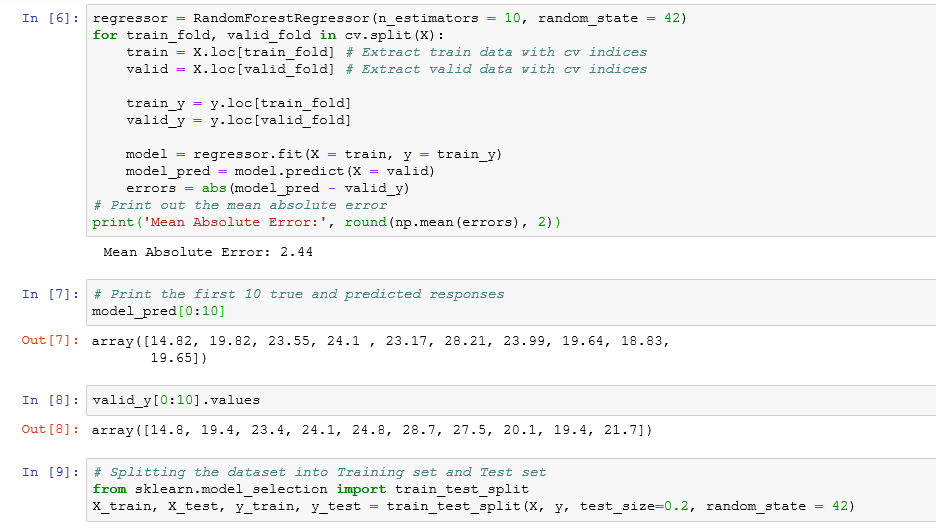 In [6]: regressor = RandomForestRegressor(n_estimators = 10, random_state = 42)
for train_fold, valid_fold in cv.split(X):
    train = X.loc[train_fold] # Extract train data with cv indices
    valid = X.loc[valid_fold] # Extract valid data with cv indices
    train_y = y.loc[train_fold]
    valid_y = y.loc[valid_fold]
    model = regressor.fit(X = train, y = train_y)
    model_pred = model.predict(X = valid)
    errors = abs(model_pred - valid_y)
# Print out the mean absolute error
print('Mean Absolute Error:', round(np.mean(errors), 2))
Mean Absolute Error: 2.44
In [7]: # Print the first 10 true and predicted responses
model_pred[0:10]
Out[7]: array([14.82, 19.82, 23.55, 24.1 , 23.17, 28.21, 23.99, 19.64, 18.83,
       19.65])
In [8]: valid_y[0:10].values
Out[8]: array([14.8, 19.4, 23.4, 24.1, 24.8, 28.7, 27.5, 20.1, 19.4, 21.7])
In [9]: # Splitting the dataset into Training set and Test set
from sklearn.model_selection import train_test_split
X_train, X_test, y_train, y_test = train_test_split(X, y, test_size=0.2, random_state = 42)